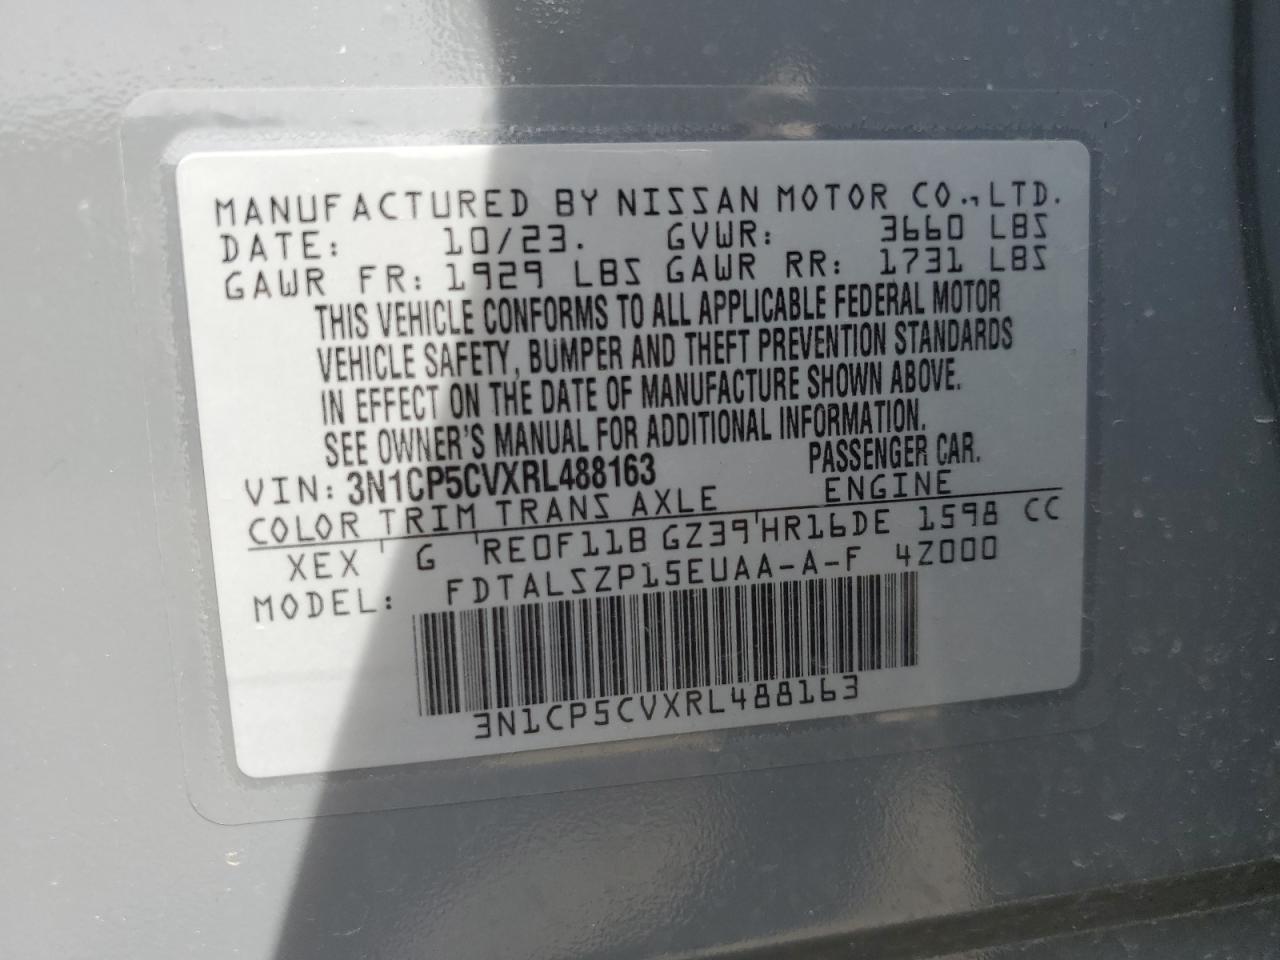 MANUFACTURED BY NISSAN MOTOR CO., LTD.
DATE: 10/23. GVWR: 3660 LBS
GAWR FR: 1929 LBS GAWR RR: 1731 LBS
THIS VEHICLE CONFORMS TO ALL APPLICABLE FEDERAL MOTOR
VEHICLE SAFETY, BUMPER AND THEFT PREVENTION STANDARDS
IN EFFECT ON THE DATE OF MANUFACTURE SHOWN ABOVE.
SEE OWNER'S MANUAL FOR ADDITIONAL INFORMATION.
VIN: 3N1CP5CVXRL488163 PASSENGER CAR.
COLOR TRIM TRANS AXLE ENGINE
XEX G RE0F11B GZ39 HR16DE 1598 CC
MODEL: FDTALSZP15EUAA-A-F 4Z000
3N1CP5CVXRL488163